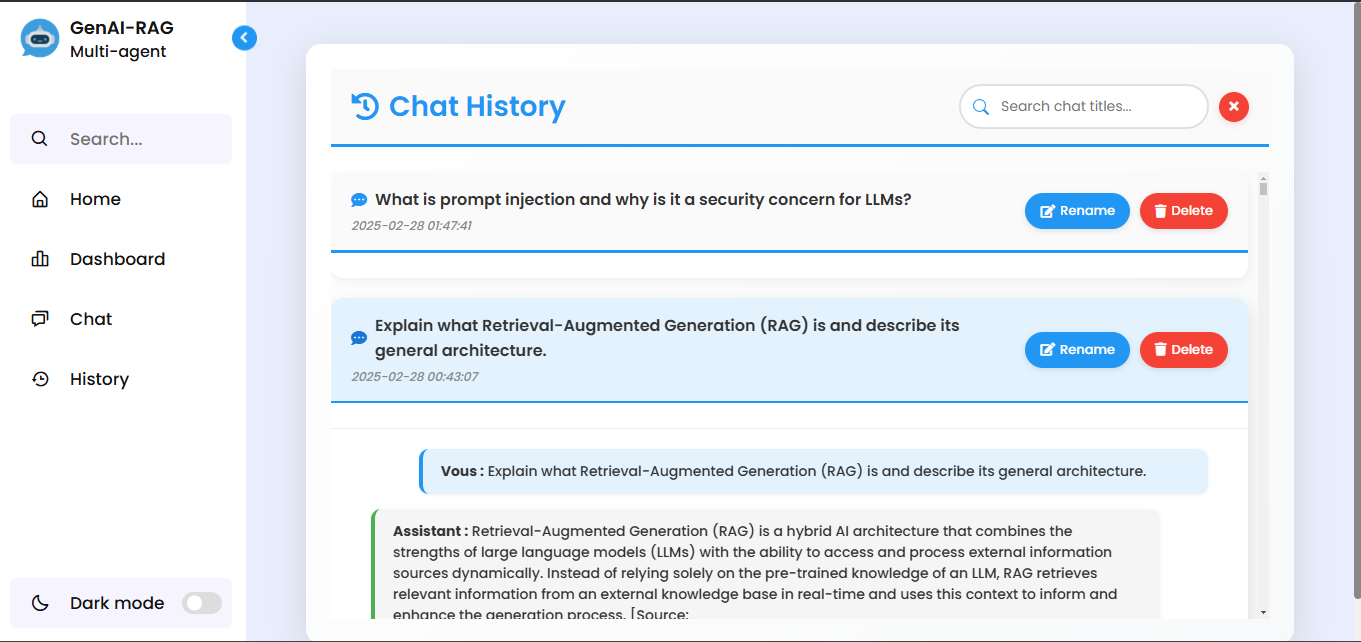 GenAI-RAG
Multi-agent
Search...
Home
Dashboard
Chat
History
Dark mode
Chat History
Search chat titles...
What is prompt injection and why is it a security concern for LLMs?
2025-02-28 01:47:41
Rename
Delete
Explain what Retrieval-Augmented Generation (RAG) is and describe its
general architecture.
2025-02-28 00:43:07
Rename
Delete
Vous : Explain what Retrieval-Augmented Generation (RAG) is and describe its general architecture.
Assistant : Retrieval-Augmented Generation (RAG) is a hybrid AI architecture that combines the
strengths of large language models (LLMs) with the ability to access and process external information
sources dynamically. Instead of relying solely on the pre-trained knowledge of an LLM, RAG retrieves
relevant information from an external knowledge base in real-time and uses this context to inform and
enhance the generation process. [Source: